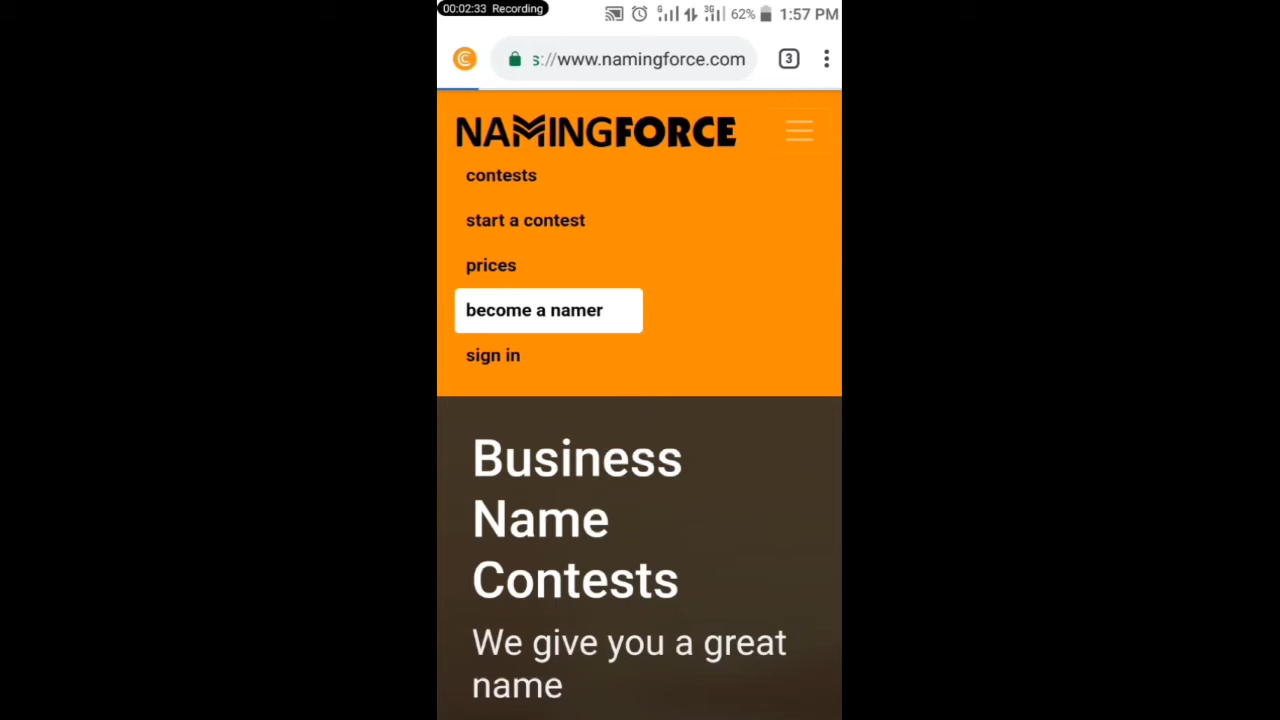 00:02:33 Recording
G 3G 62% 1:57 PM
s://www.namingforce.com 3
NAMINGFORCE
contests
start a contest
prices
become a namer
sign in
Business
Name
Contests
We give you a great
name